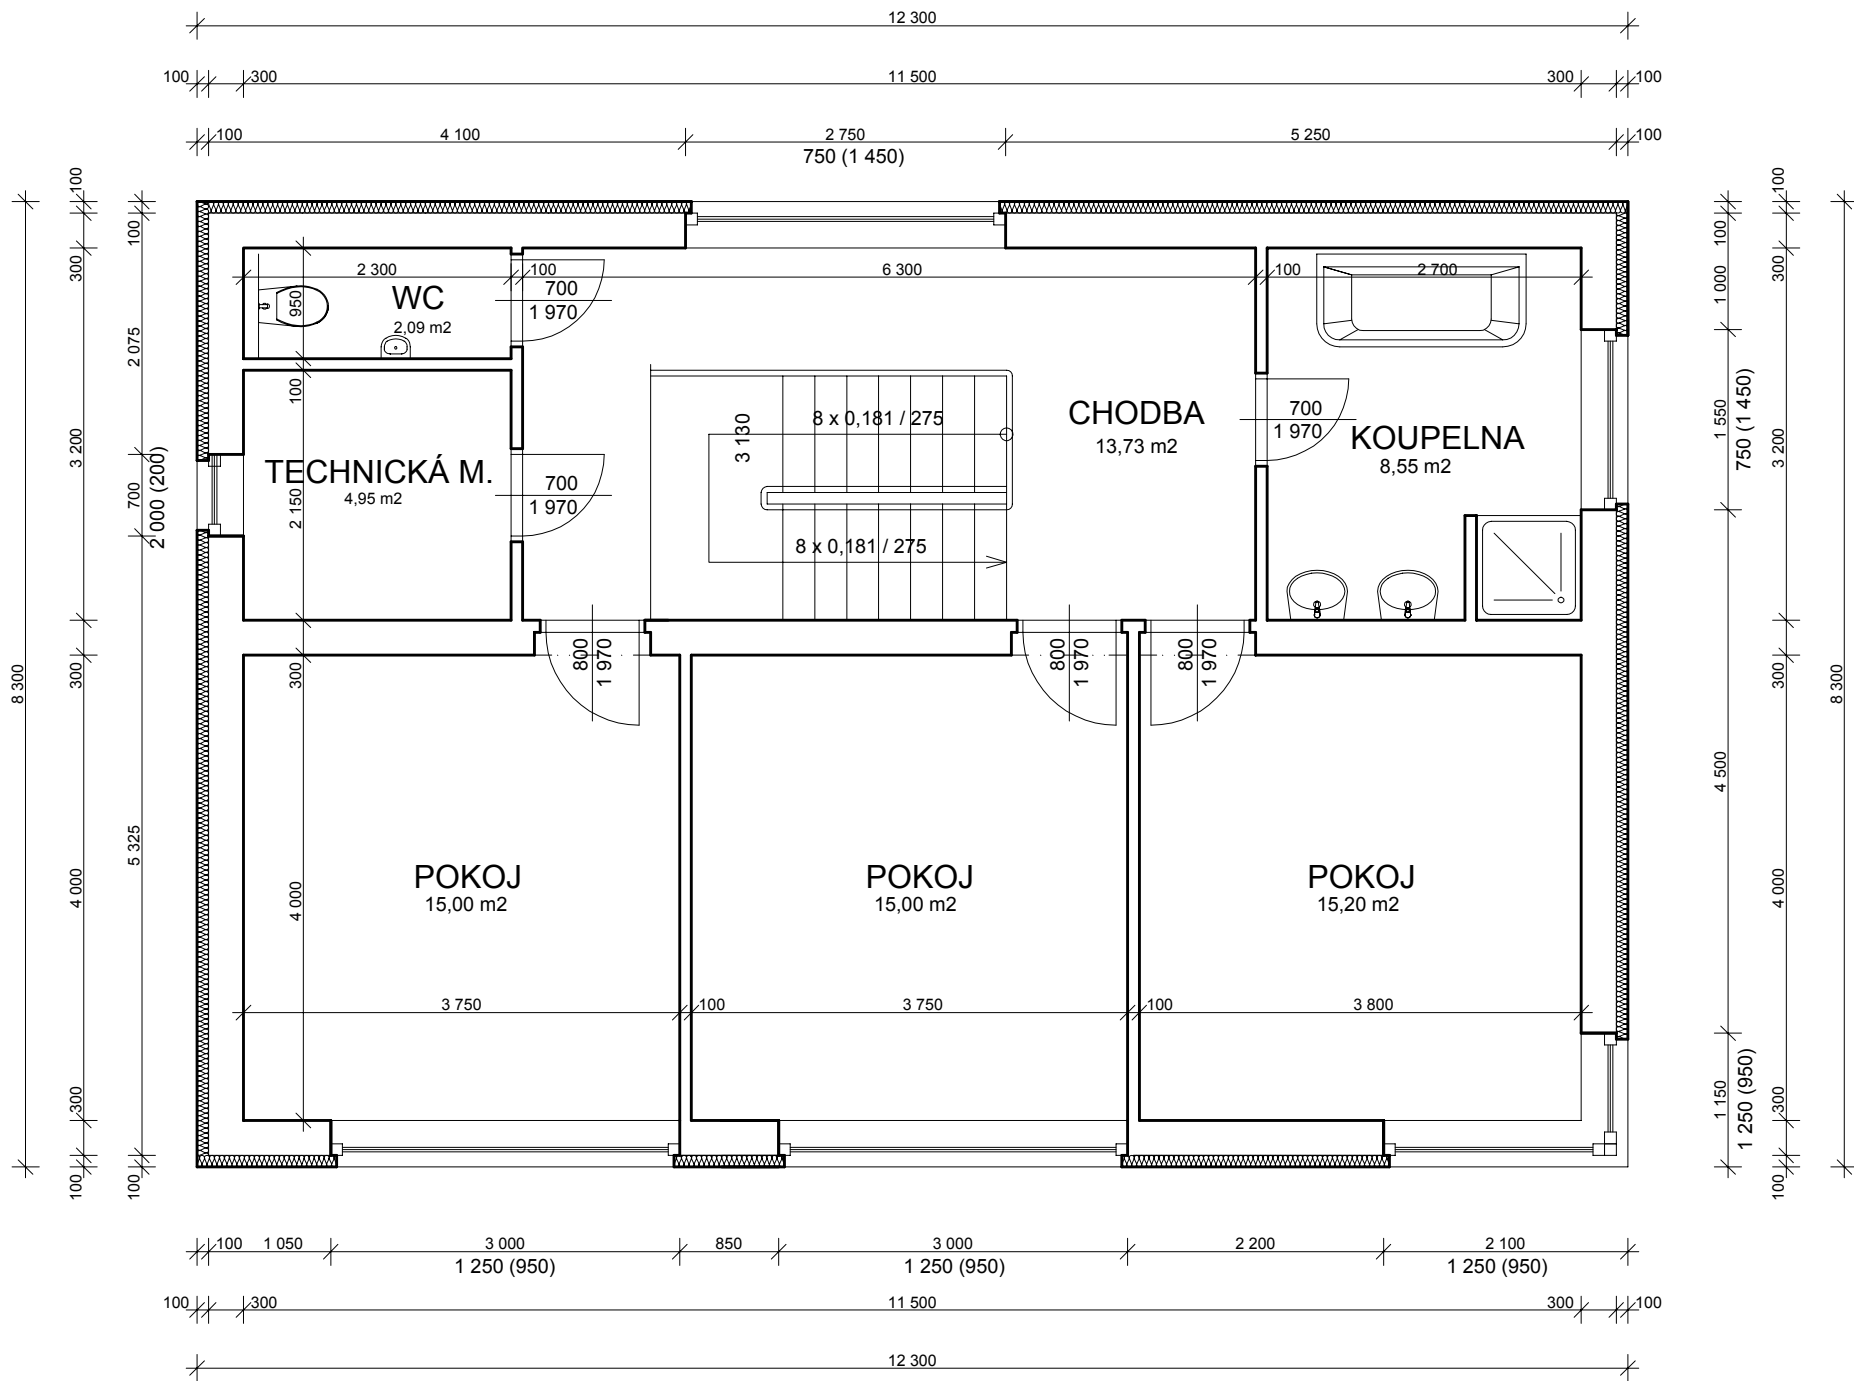 12 300
100 300 11 500 300 100
100 4 100 2 750 5 250 100
750 (1 450)
100
300
3 200
300
4 000
300
100
8 300
100
2 075
700
2 000 (200)
5 325
100
2 300 100 6 300 100 2 700
950
WC
2,09 m2
700
1 970
100
TECHNICKÁ M.
4,95 m2
2 150
700
1 970
3 130
8 x 0,181 / 275
8 x 0,181 / 275
CHODBA
13,73 m2
700
1 970
KOUPELNA
8,55 m2
300
800
1 970
800
1 970
800
1 970
POKOJ
15,00 m2
POKOJ
15,00 m2
POKOJ
15,20 m2
4 000
3 750 100 3 750 100 3 800
100
1 000
1 550
750 (1 450)
4 500
1 150
1 250 (950)
100
300
3 200
300
4 000
300
100
8 300
100 1 050 3 000 850 3 000 2 200 2 100
1 250 (950) 1 250 (950) 1 250 (950)
100 300 11 500 300 100
12 300